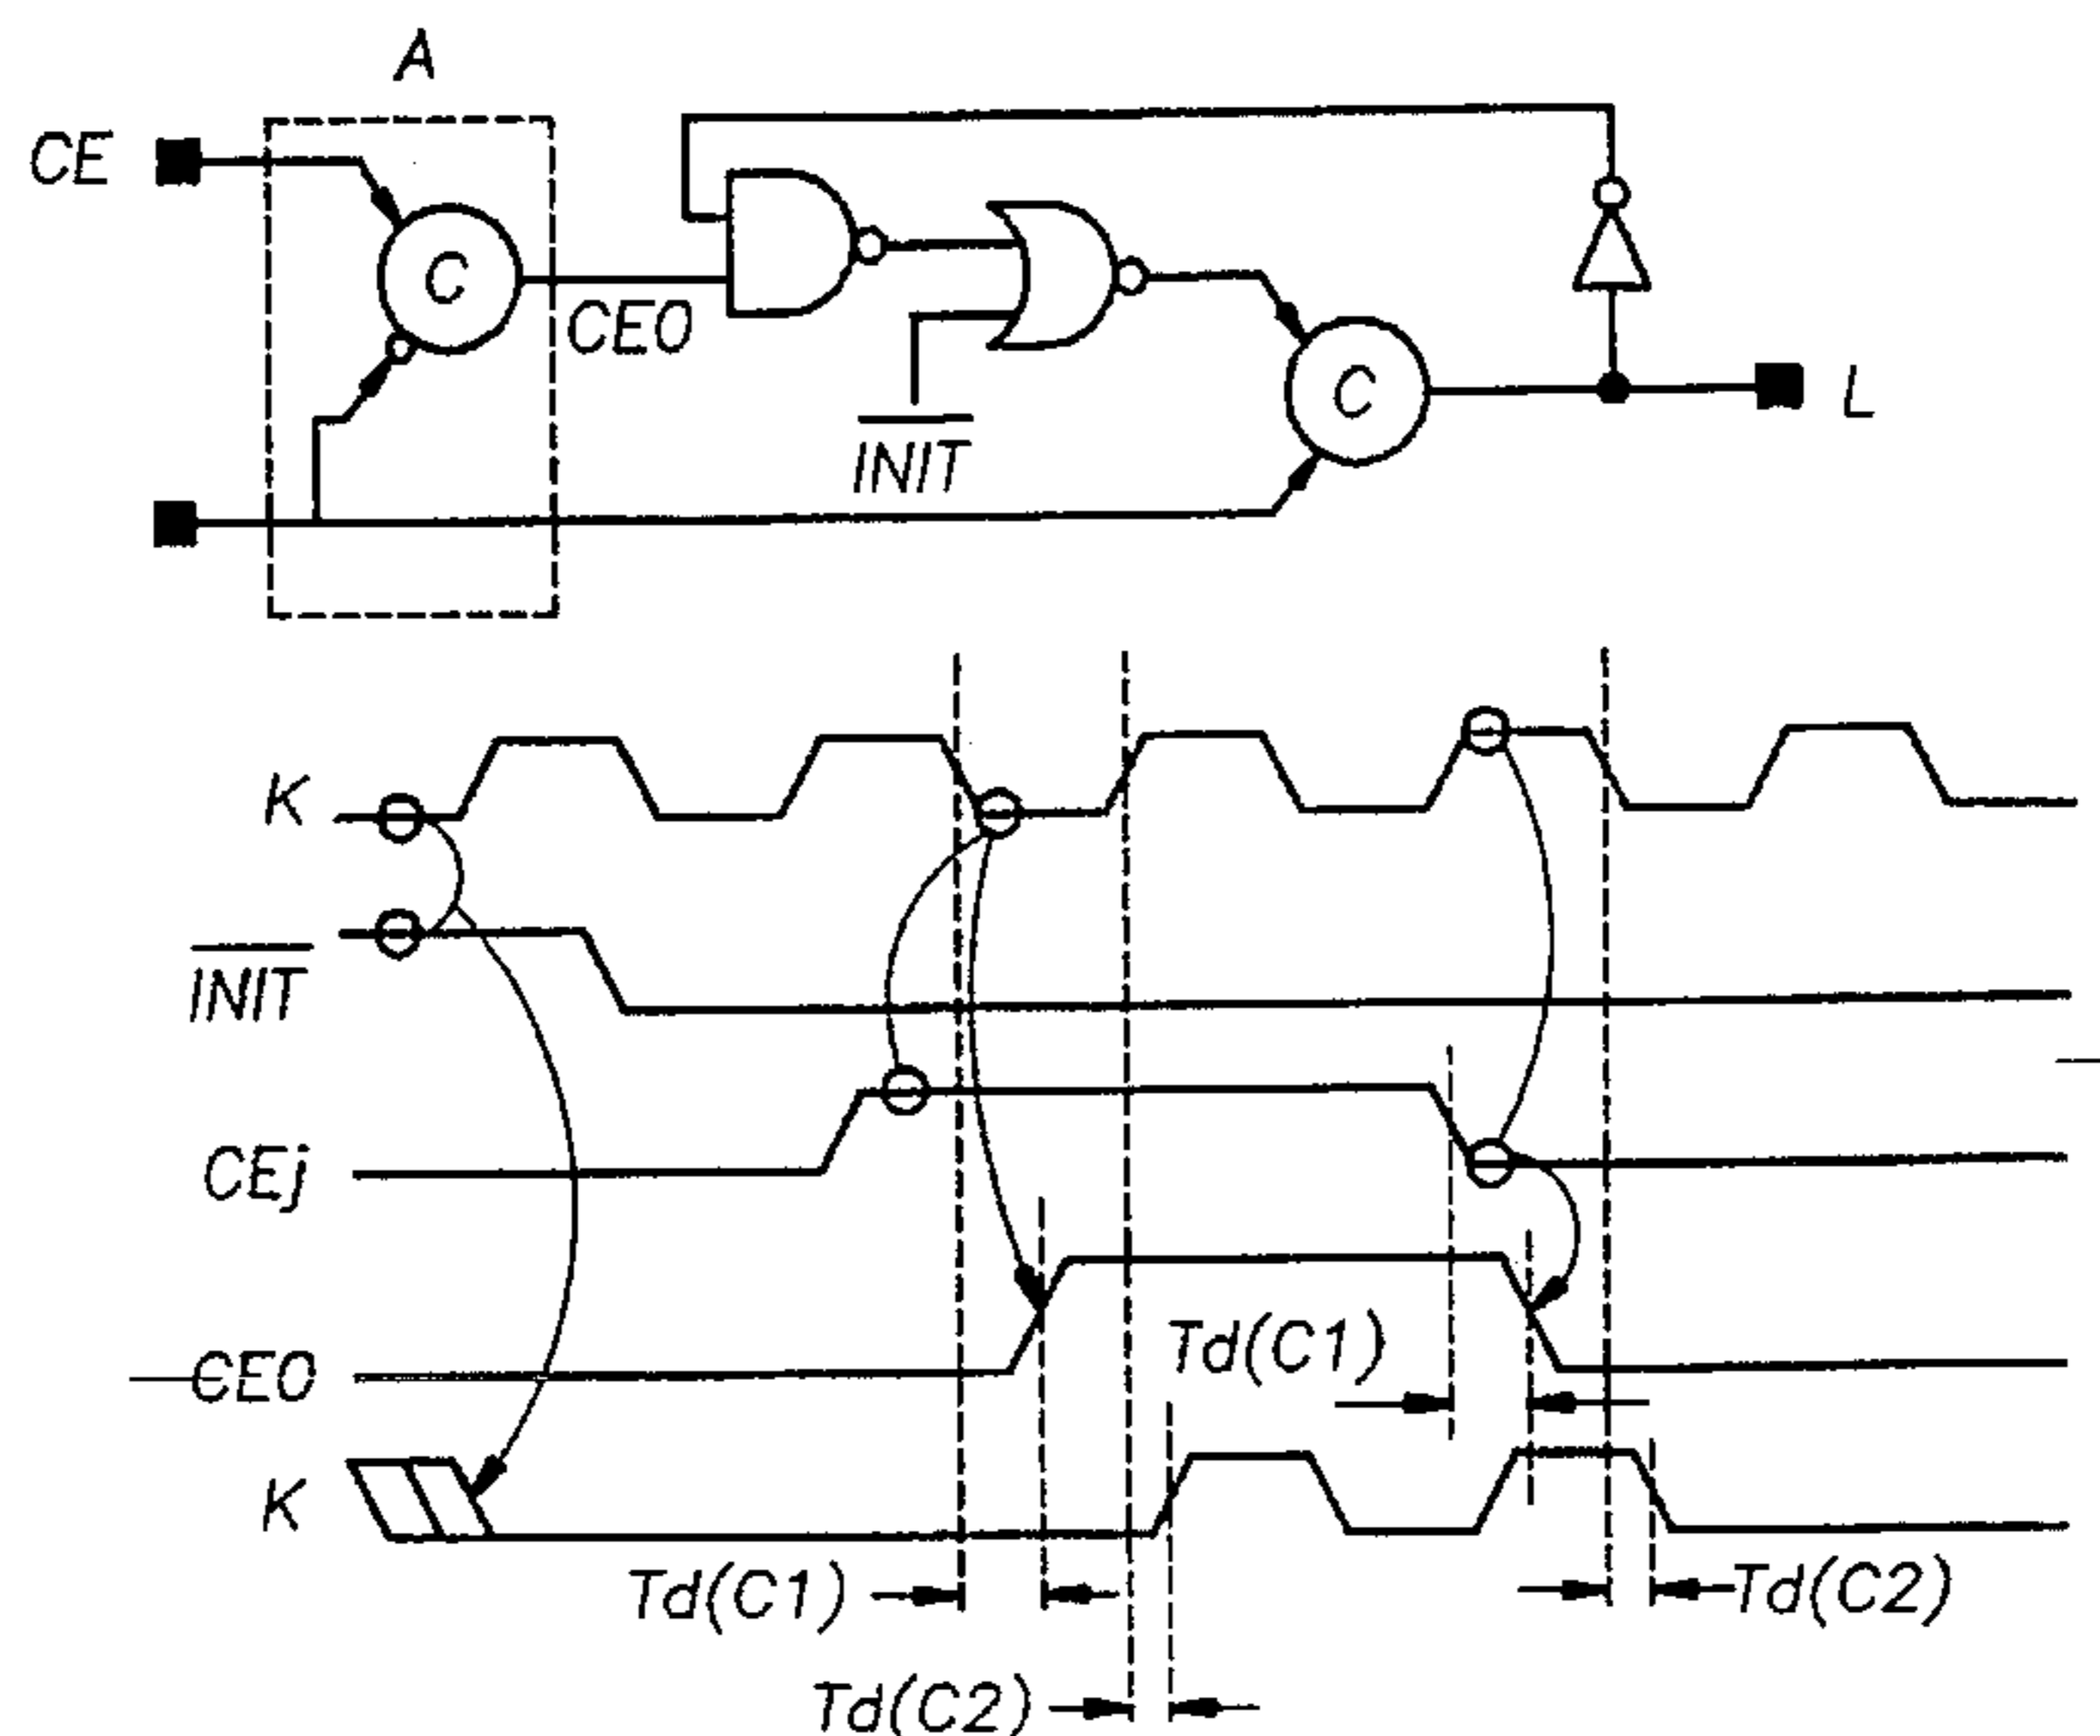 A
CE
C
CEO
INIT
C
L
K
INIT
CEj
CEO
Td(C1)
K
Td(C1)
Td(C2)
Td(C2)